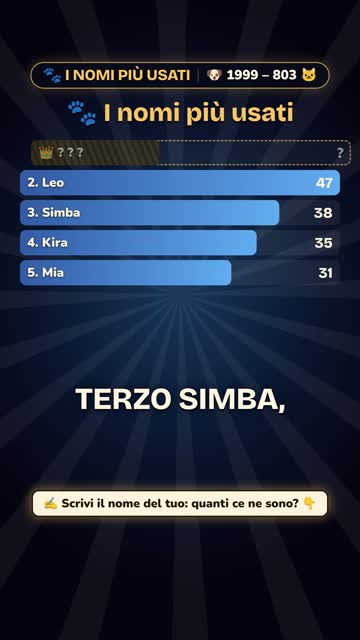 🐾 I NOMI PIÙ USATI | 🐶 1999 – 803 🐱
🐾 I nomi più usati
👑 ? ? ? ?
2. Leo 47
3. Simba 38
4. Kira 35
5. Mia 31
TERZO SIMBA,
✍️ Scrivi il nome del tuo: quanti ce ne sono? 👇